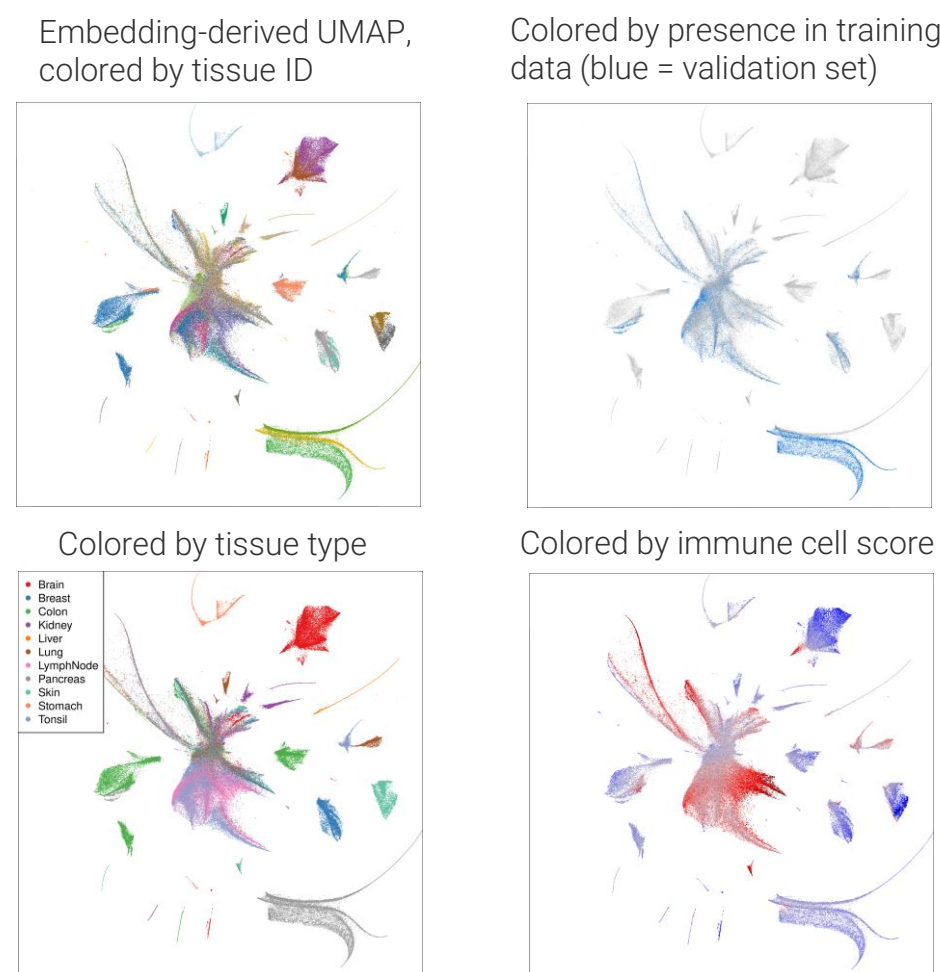 Embedding-derived UMAP,
colored by tissue ID
Colored by presence in training
data (blue = validation set)
Colored by tissue type
Brain
Breast
Colon
Kidney
Liver
Lung
LymphNode
Pancreas
Skin
Stomach
Tonsil
Colored by immune cell score